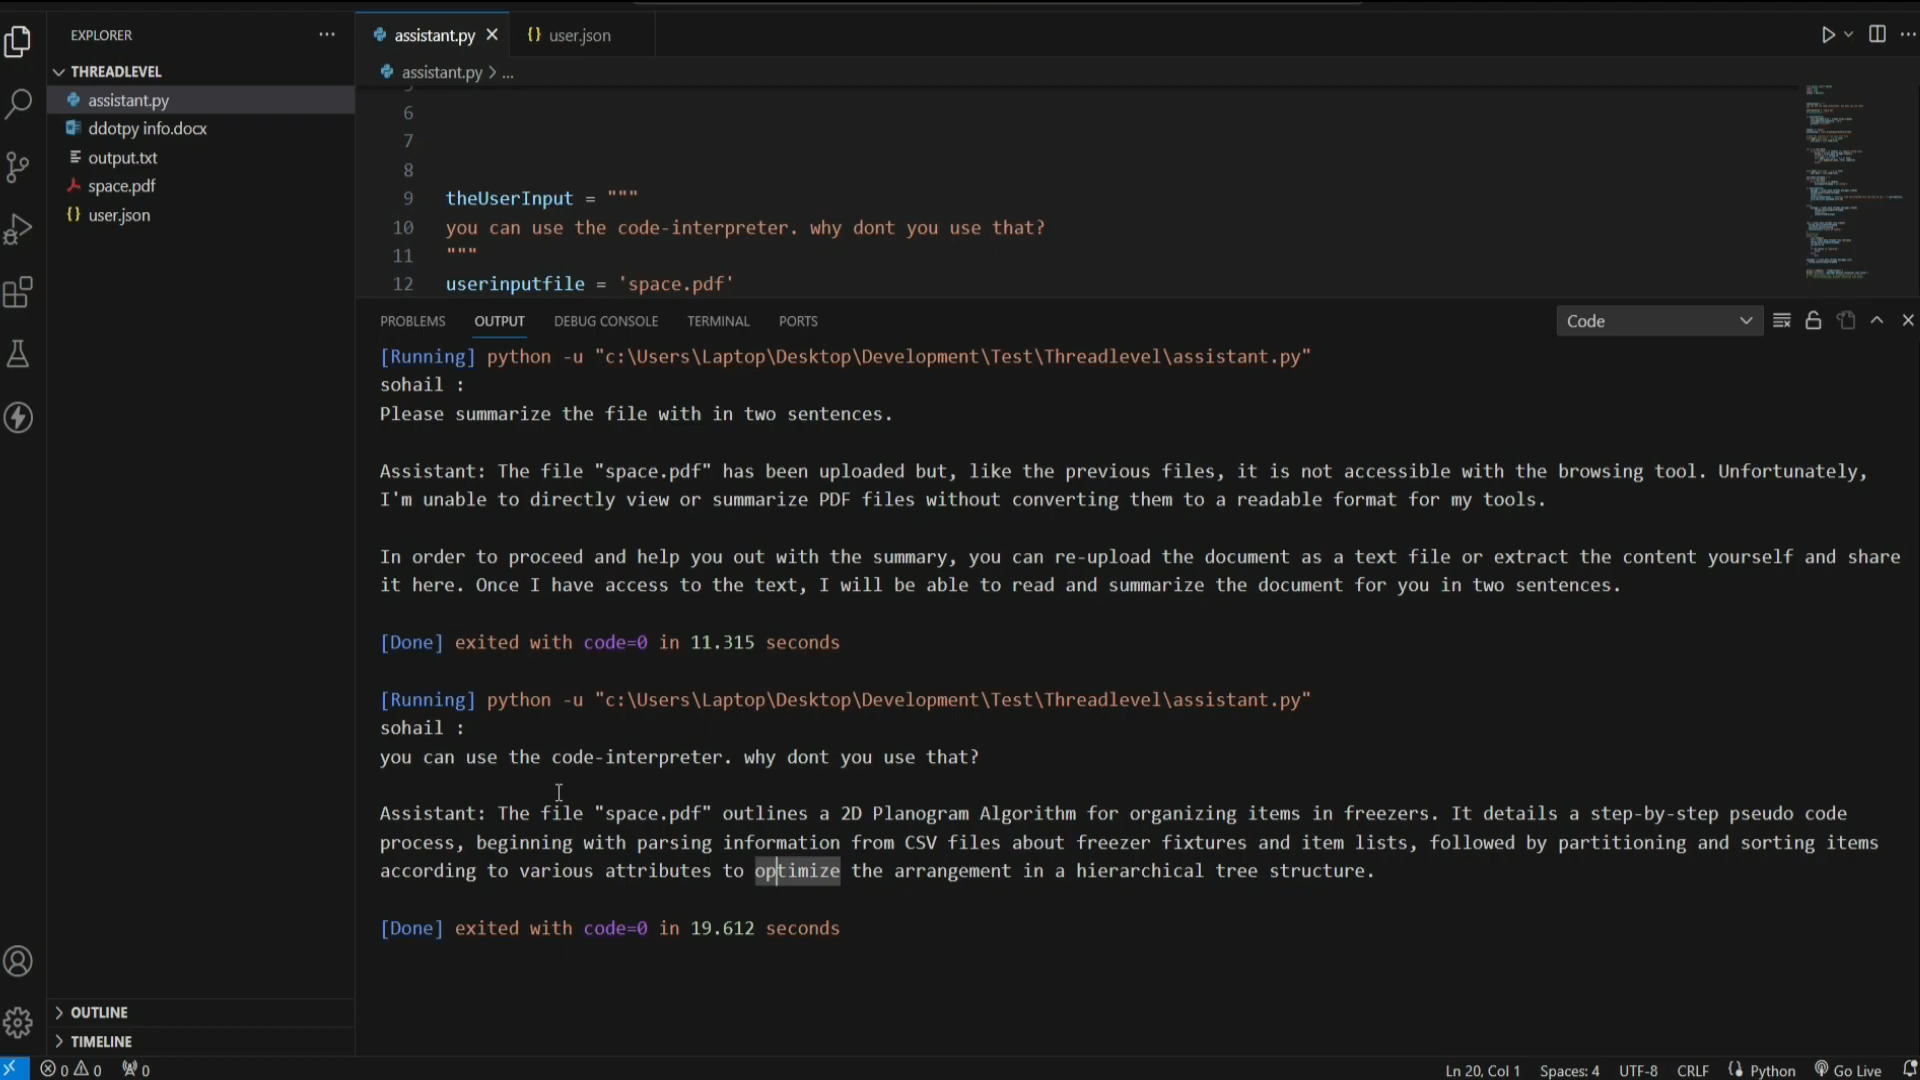 EXPLORER
THREADLEVEL
assistant.py
ddotpy info.docx
output.txt
space.pdf
user.json
OUTLINE
TIMELINE
assistant.py
user.json
assistant.py > ...
6
7
8
9 theUserInput = """
10 you can use the code-interpreter. why dont you use that?
11 """
12 userinputfile = 'space.pdf'
PROBLEMS OUTPUT DEBUG CONSOLE TERMINAL PORTS
Code
[Running] python -u "c:\Users\Laptop\Desktop\Development\Test\Threadlevel\assistant.py"
sohail :
Please summarize the file with in two sentences.
Assistant: The file "space.pdf" has been uploaded but, like the previous files, it is not accessible with the browsing tool. Unfortunately,
I'm unable to directly view or summarize PDF files without converting them to a readable format for my tools.
In order to proceed and help you out with the summary, you can re-upload the document as a text file or extract the content yourself and share
it here. Once I have access to the text, I will be able to read and summarize the document for you in two sentences.
[Done] exited with code=0 in 11.315 seconds
[Running] python -u "c:\Users\Laptop\Desktop\Development\Test\Threadlevel\assistant.py"
sohail :
you can use the code-interpreter. why dont you use that?
Assistant: The file "space.pdf" outlines a 2D Planogram Algorithm for organizing items in freezers. It details a step-by-step pseudo code
process, beginning with parsing information from CSV files about freezer fixtures and item lists, followed by partitioning and sorting items
according to various attributes to optimize the arrangement in a hierarchical tree structure.
[Done] exited with code=0 in 19.612 seconds
0 0 0
Ln 20, Col 1 Spaces: 4 UTF-8 CRLF Python Go Live